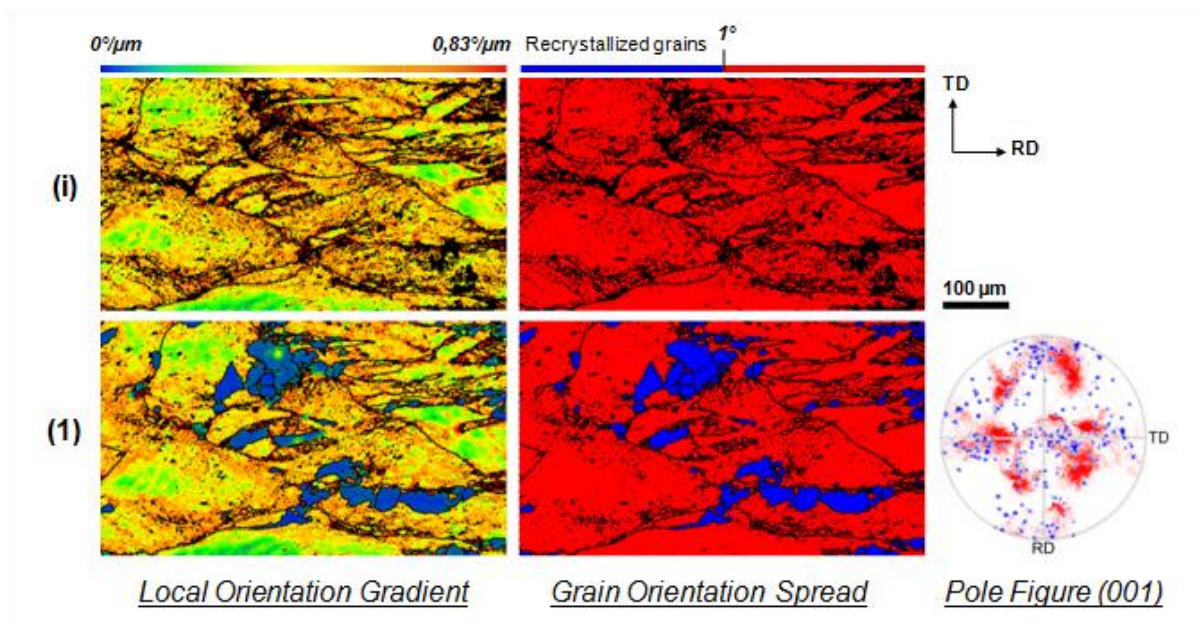 0°/µm 0,83°/µm Recrystallized grains 1°
TD
RD
(i)
100 µm
(1)
TD
RD
Local Orientation Gradient Grain Orientation Spread Pole Figure (001)